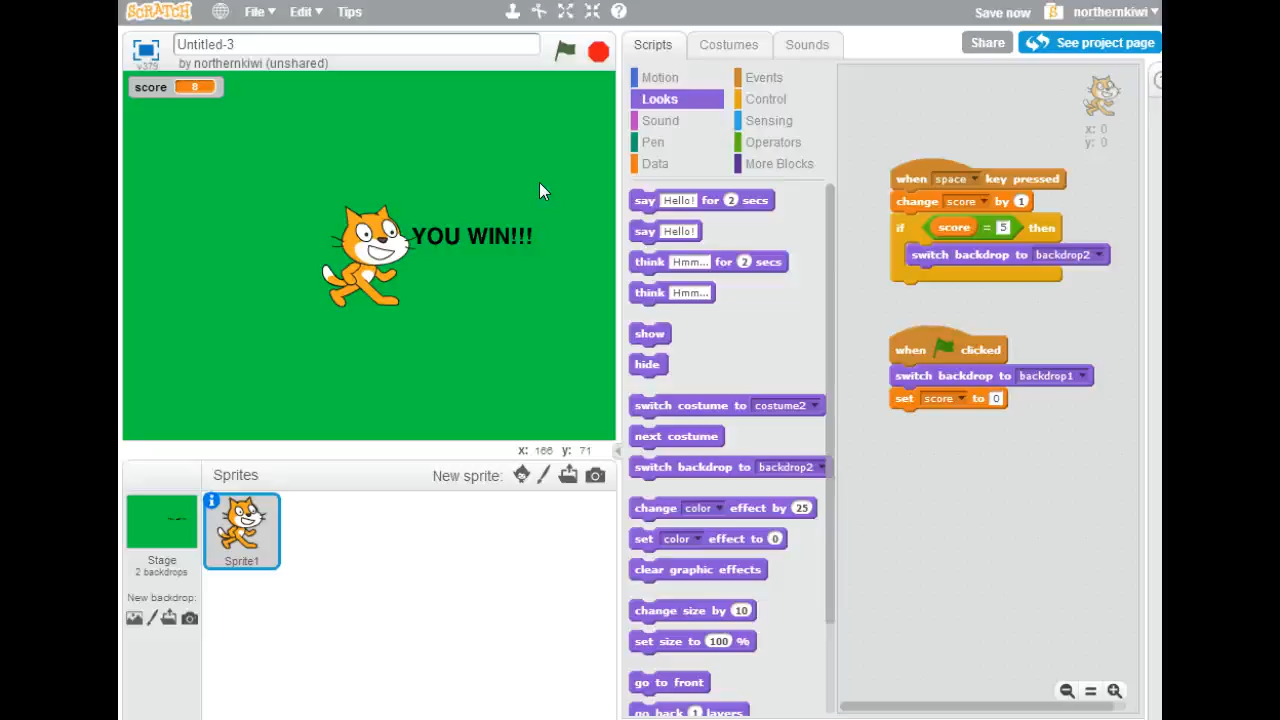 SCRATCH File Edit Tips Save now northernkiwi
Untitled-3
by northernkiwi (unshared)
v379
Scripts Costumes Sounds Share See project page
score 8
YOU WIN!!!
x: 166 y: 71
Sprites New sprite:
Stage
2 backdrops
New backdrop:
Sprite1
Motion Events
Looks Control
Sound Sensing
Pen Operators
Data More Blocks
say Hello! for 2 secs
say Hello!
think Hmm... for 2 secs
think Hmm...
show
hide
switch costume to costume2
next costume
switch backdrop to backdrop2
change color effect by 25
set color effect to 0
clear graphic effects
change size by 10
set size to 100 %
go to front
go back 1 layers
x: 0
y: 0
when space key pressed
change score by 1
if score = 5 then
switch backdrop to backdrop2
when clicked
switch backdrop to backdrop1
set score to 0